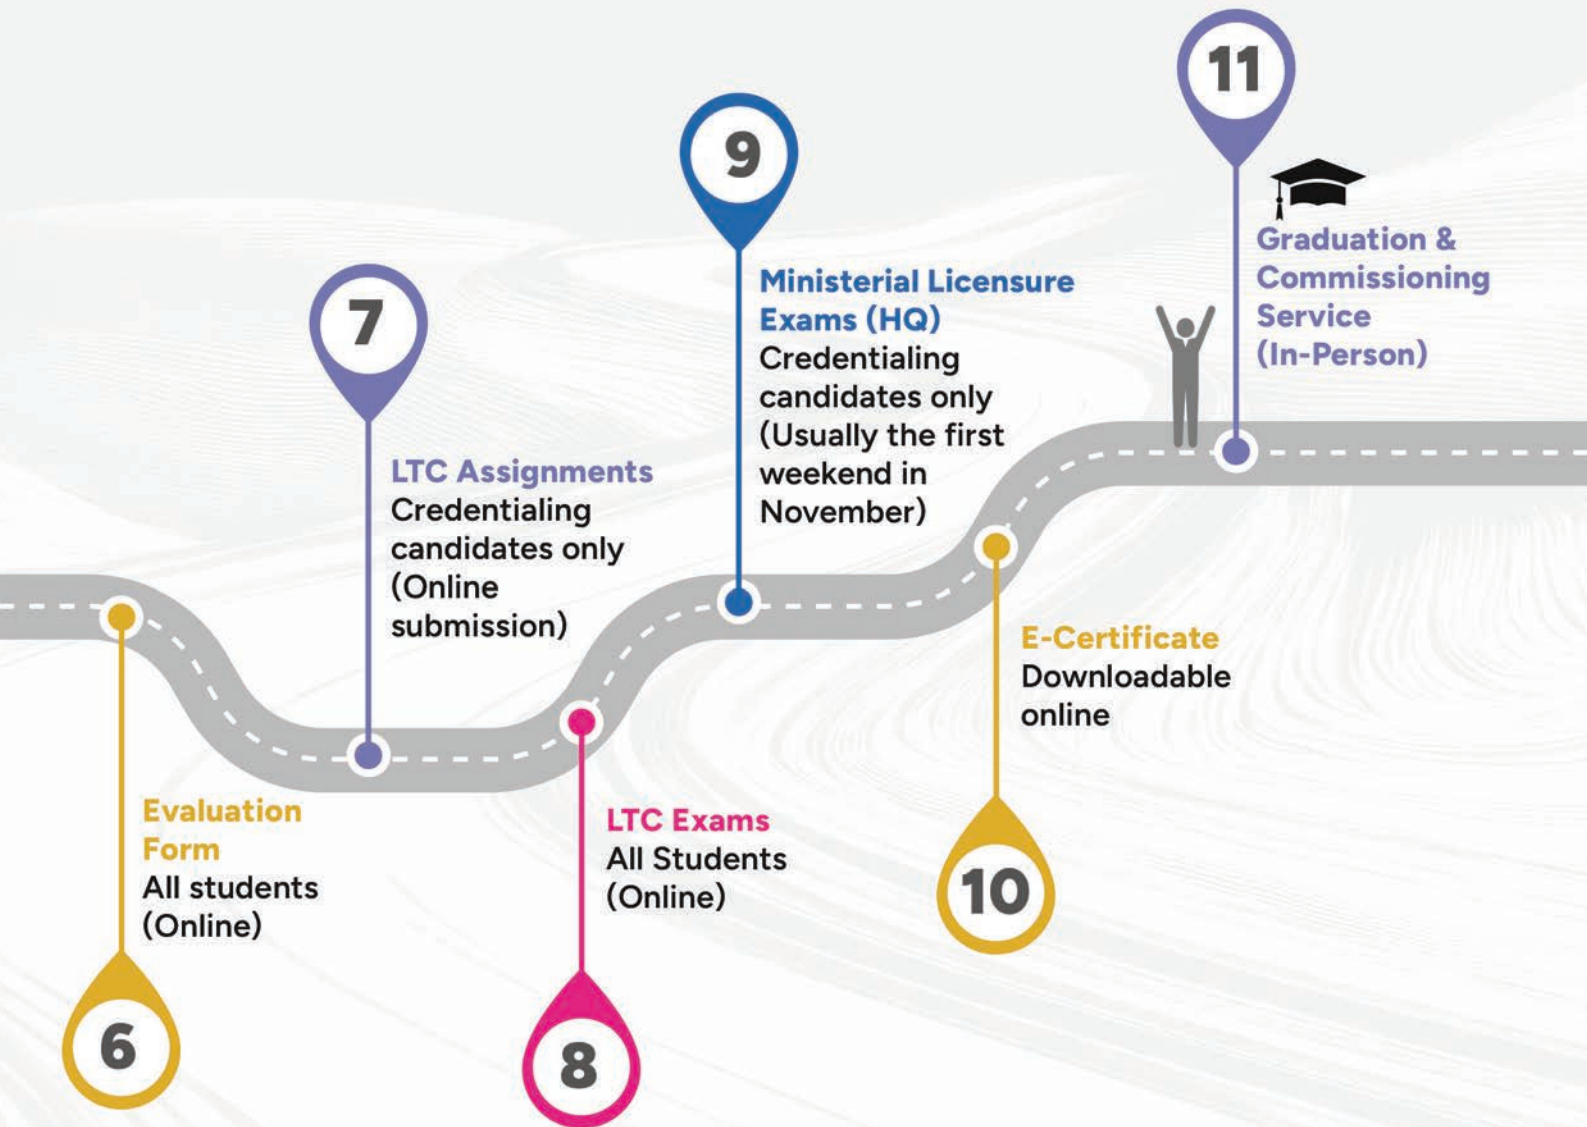 6
Evaluation
Form
All students
(Online)
7
LTC Assignments
Credentialing
candidates only
(Online
submission)
8
LTC Exams
All Students
(Online)
9
Ministerial Licensure
Exams (HQ)
Credentialing
candidates only
(Usually the first
weekend in
November)
10
E-Certificate
Downloadable
online
11
Graduation &
Commissioning
Service
(In-Person)